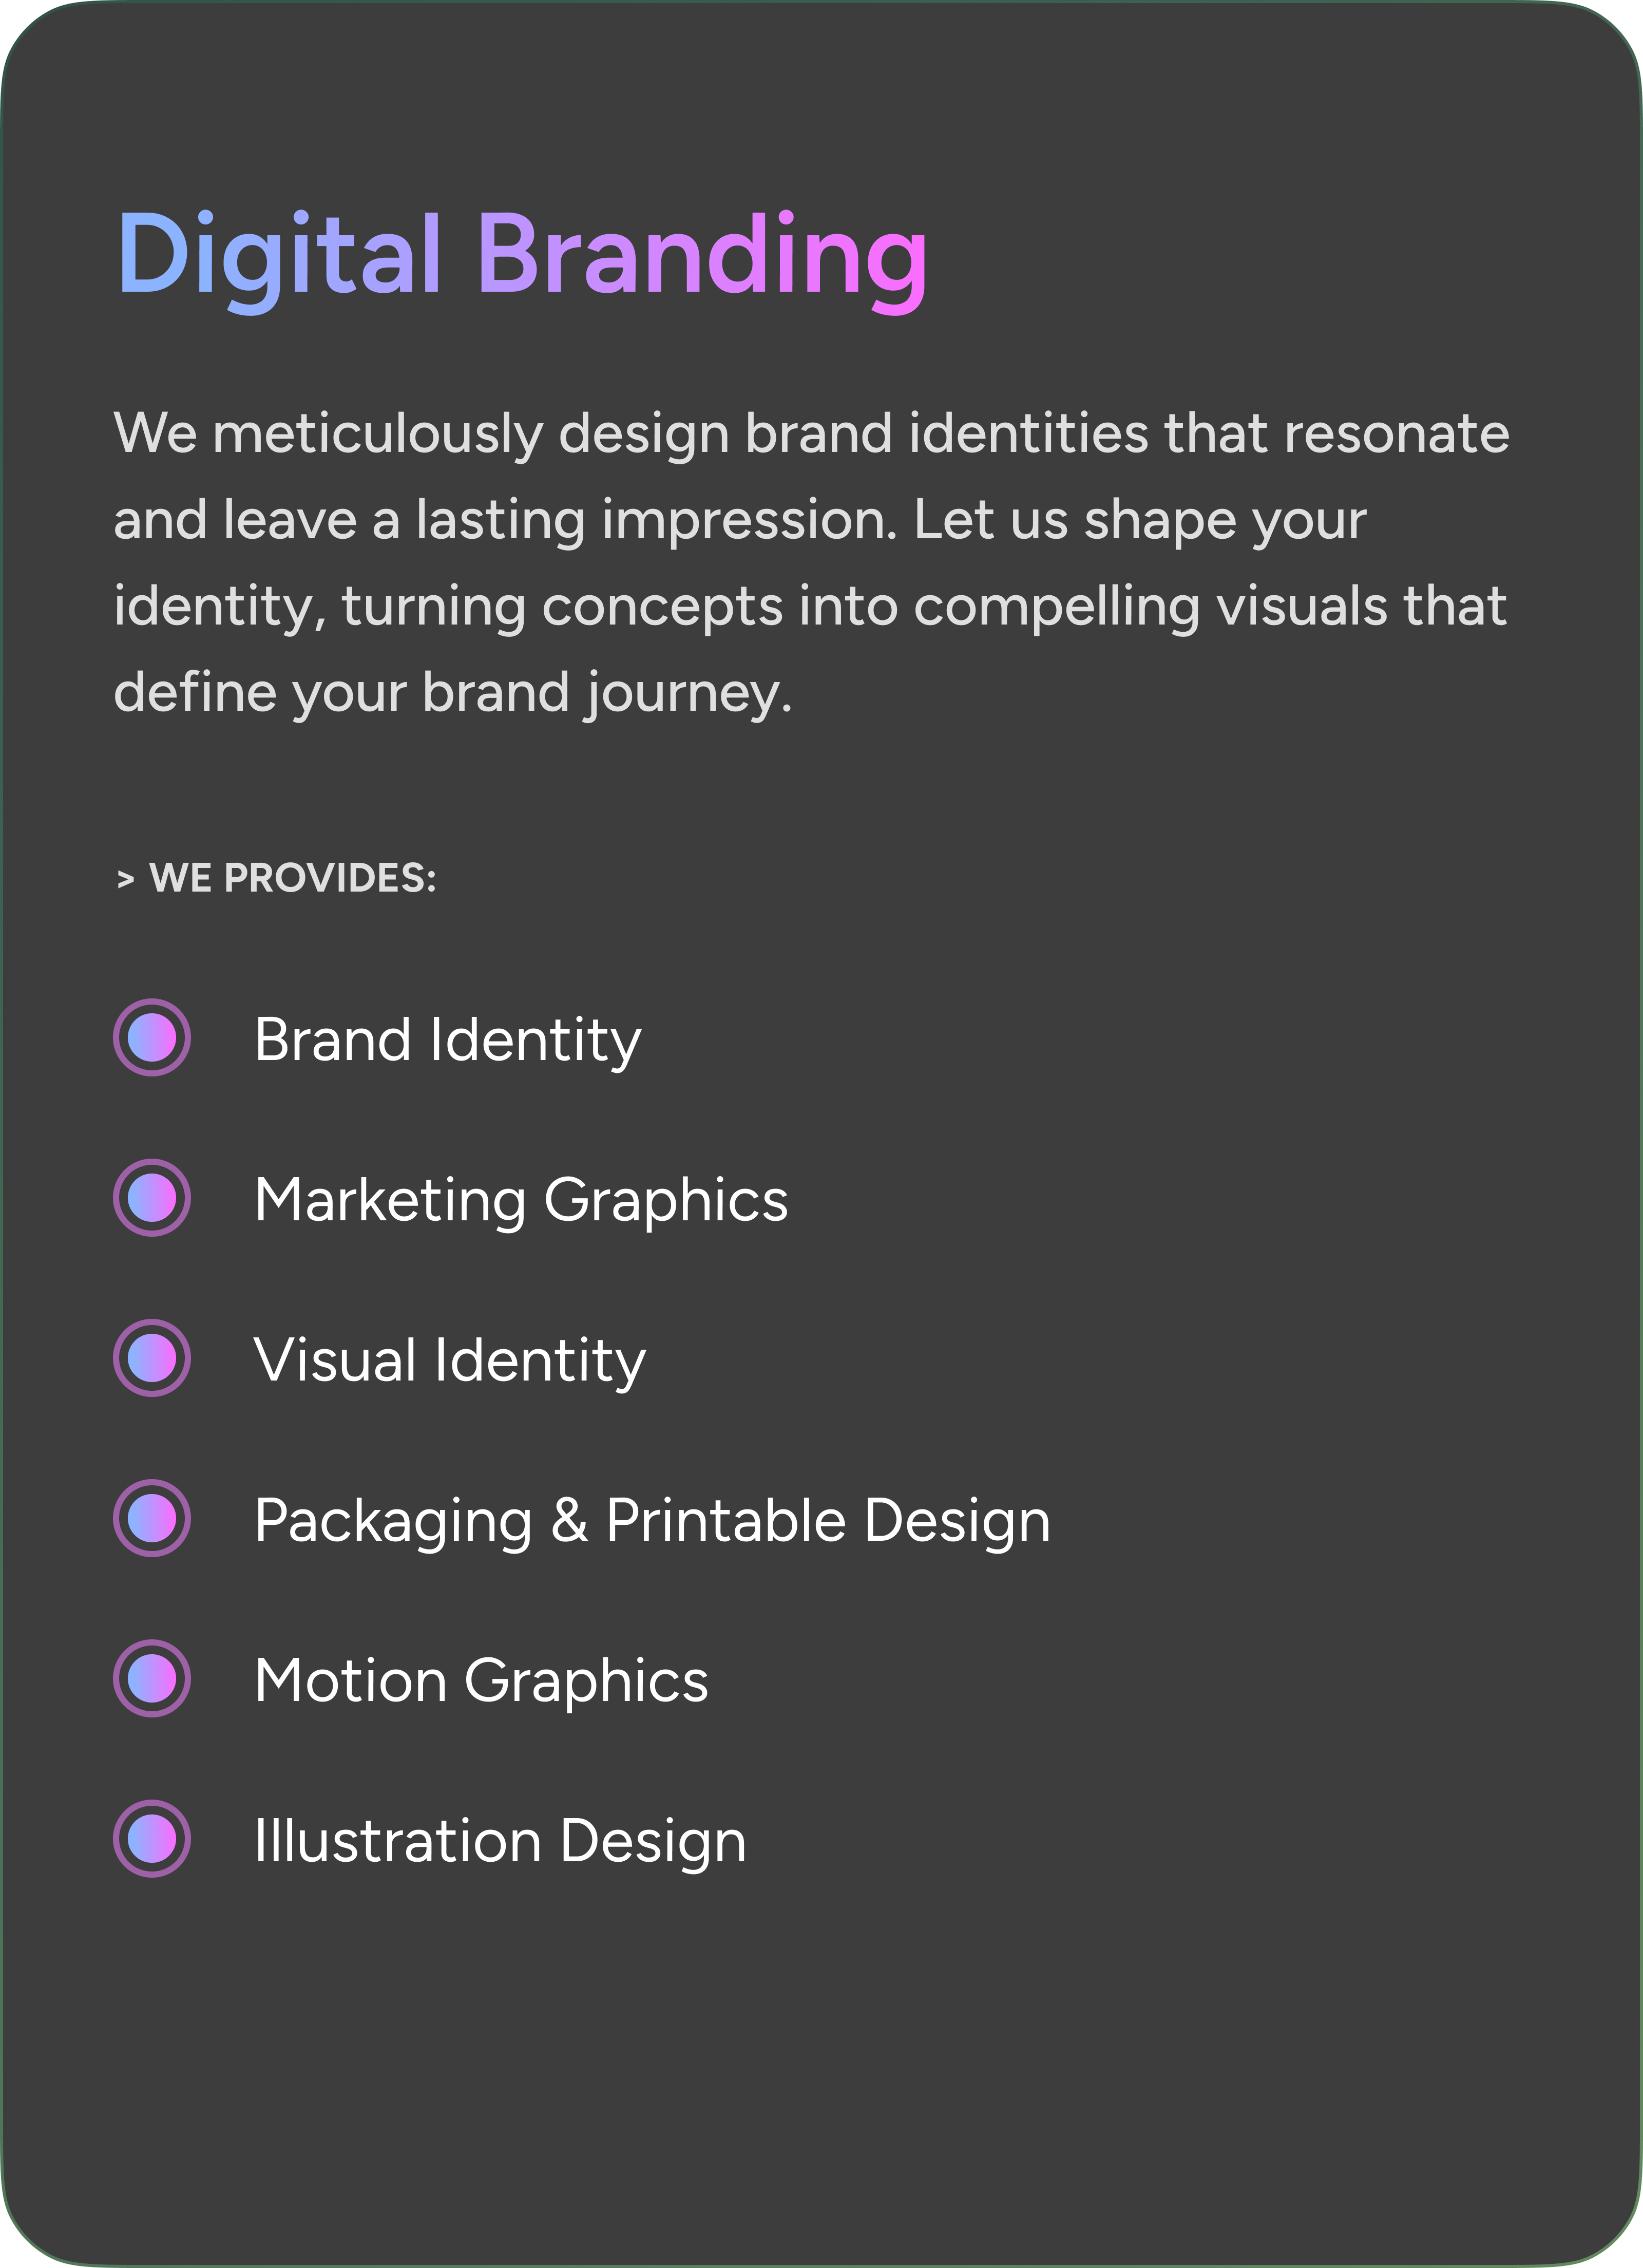 Digital Branding
We meticulously design brand identities that resonate
and leave a lasting impression. Let us shape your
identity, turning concepts into compelling visuals that
define your brand journey.
> WE PROVIDES:
Brand Identity
Marketing Graphics
Visual Identity
Packaging & Printable Design
Motion Graphics
Illustration Design